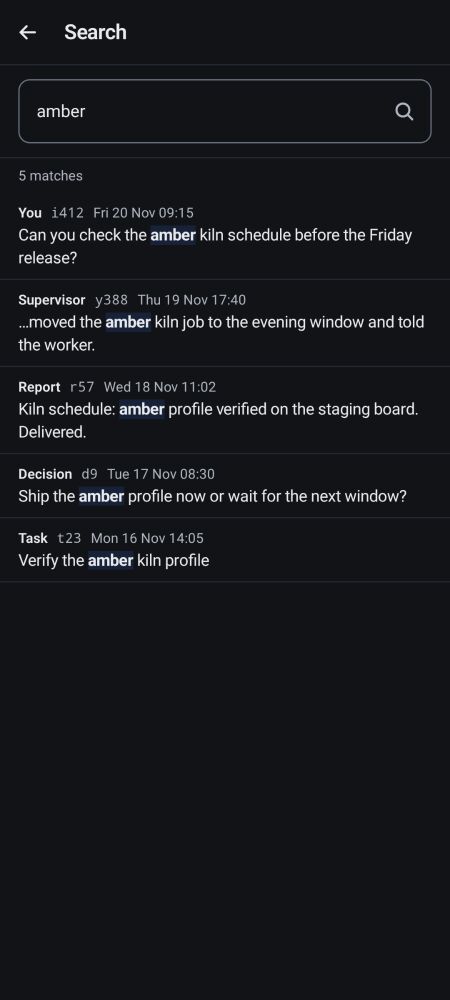 Search
amber
5 matches
You i412 Fri 20 Nov 09:15
Can you check the amber kiln schedule before the Friday
release?
Supervisor y388 Thu 19 Nov 17:40
…moved the amber kiln job to the evening window and told
the worker.
Report r57 Wed 18 Nov 11:02
Kiln schedule: amber profile verified on the staging board.
Delivered.
Decision d9 Tue 17 Nov 08:30
Ship the amber profile now or wait for the next window?
Task t23 Mon 16 Nov 14:05
Verify the amber kiln profile